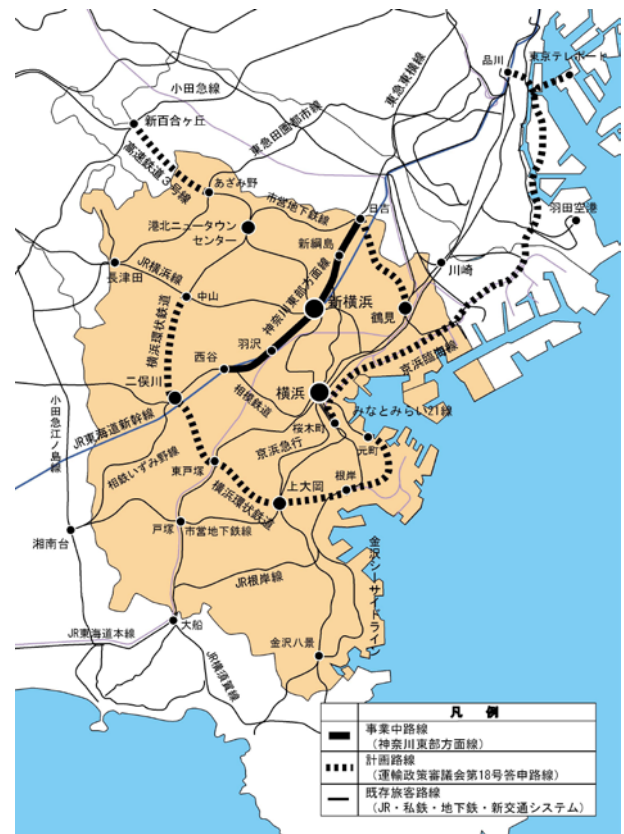 品川
東京テレポート
小田急線
東急東横線
新百合ヶ丘
東急田園都市線
高速鉄道3号線
あざみ野
市営地下鉄線
日吉
羽田空港
港北ニュータウン
センター
新綱島
川崎
長津田
JR横浜線
中山
神奈川東部方面線
新横浜
鶴見
横浜環状鉄道
羽沢
京浜臨海線
西谷
二俣川
相模鉄道
横浜
みなとみらい21線
小田急江ノ島線
JR東海道新幹線
桜木町
元町
相鉄いずみ野線
京浜急行
東戸塚
根岸
横浜環状鉄道
上大岡
戸塚
市営地下鉄線
湘南台
金沢シーサイドライン
JR根岸線
大船
JR東海道本線
金沢八景
JR横須賀線
凡 例
事業中路線
(神奈川東部方面線)
計画路線
(運輸政策審議会第18号答申路線)
既存旅客路線
(JR・私鉄・地下鉄・新交通システム)